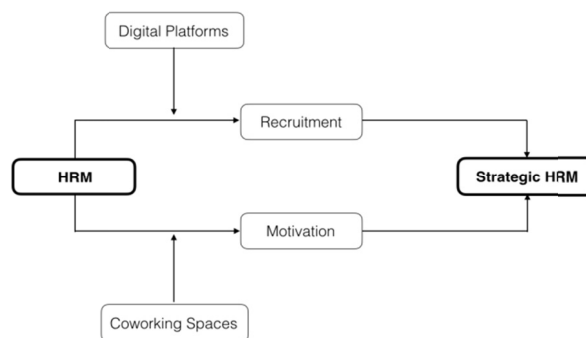 Digital Platforms
Recruitment
HRM
Strategic HRM
Motivation
Coworking Spaces